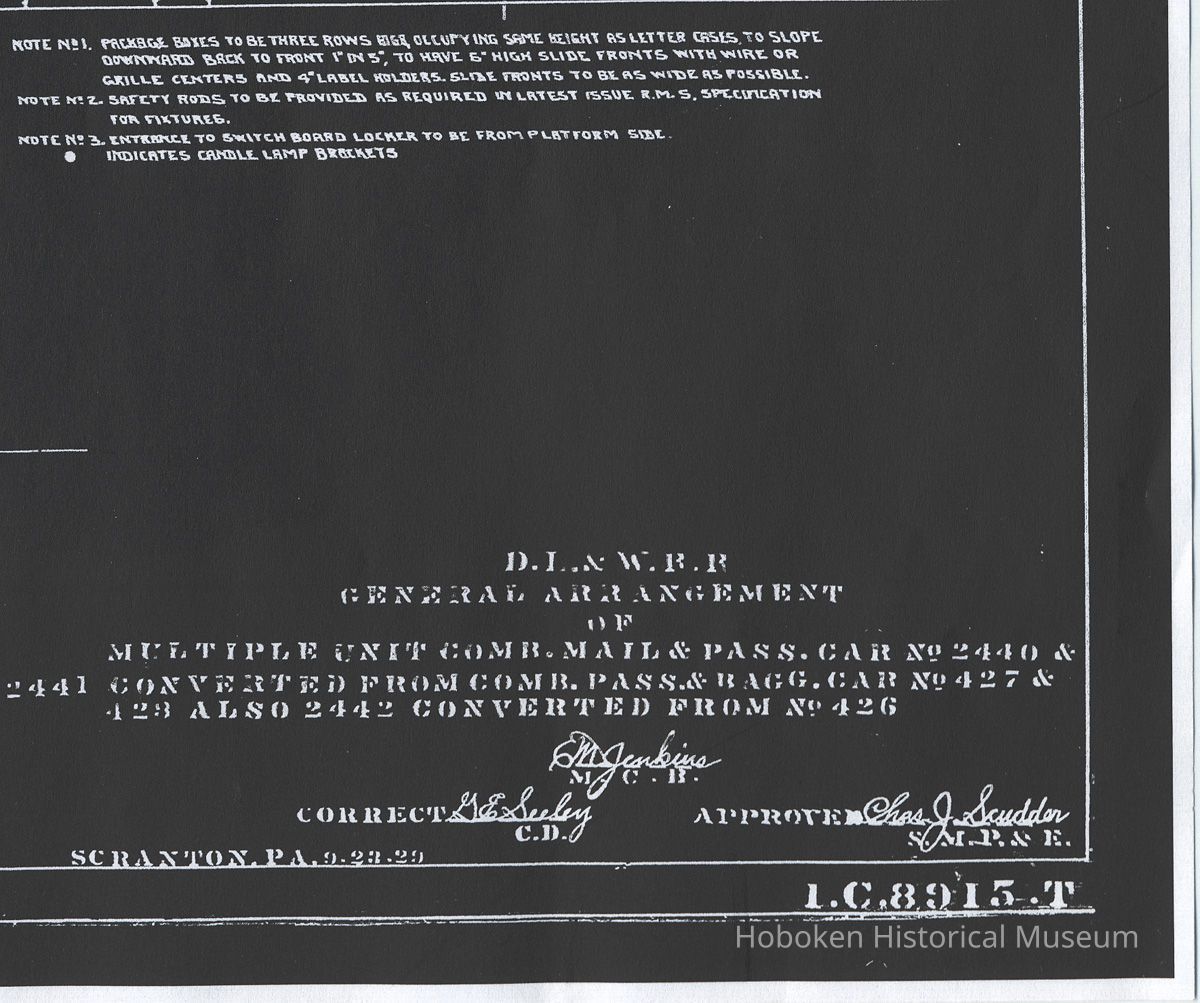 NOTE Nº 1. PACKAGE BOXES TO BE THREE ROWS HIGH, OCCUPYING SAME HEIGHT AS LETTER CASES, TO SLOPE
DOWNWARD BACK TO FRONT 1" IN 5", TO HAVE 6" HIGH SLIDE FRONTS WITH WIRE OR
GRILLE CENTERS AND 4" LABEL HOLDERS. SLIDE FRONTS TO BE AS WIDE AS POSSIBLE.
NOTE Nº 2. SAFETY RODS TO BE PROVIDED AS REQUIRED IN LATEST ISSUE R.M.S. SPECIFICATION
FOR FIXTURES.
NOTE Nº 3. ENTRANCE TO SWITCH BOARD LOCKER TO BE FROM PLATFORM SIDE.
INDICATES CANDLE LAMP BRACKETS
D.L.& W.R.R
GENERAL ARRANGEMENT
OF
MULTIPLE UNIT COMB. MAIL & PASS. CAR Nº 2440 &
2441 CONVERTED FROM COMB. PASS.& BAGG. CAR Nº 427 &
428 ALSO 2442 CONVERTED FROM Nº 426
EM Jenkins
M.C.B.
CORRECT G E Seeley
C.D.
APPROVED Chas J. Scudder
S.M.P.& E.
SCRANTON, PA. 9-23-29
1.C.8915.T
Hoboken Historical Museum